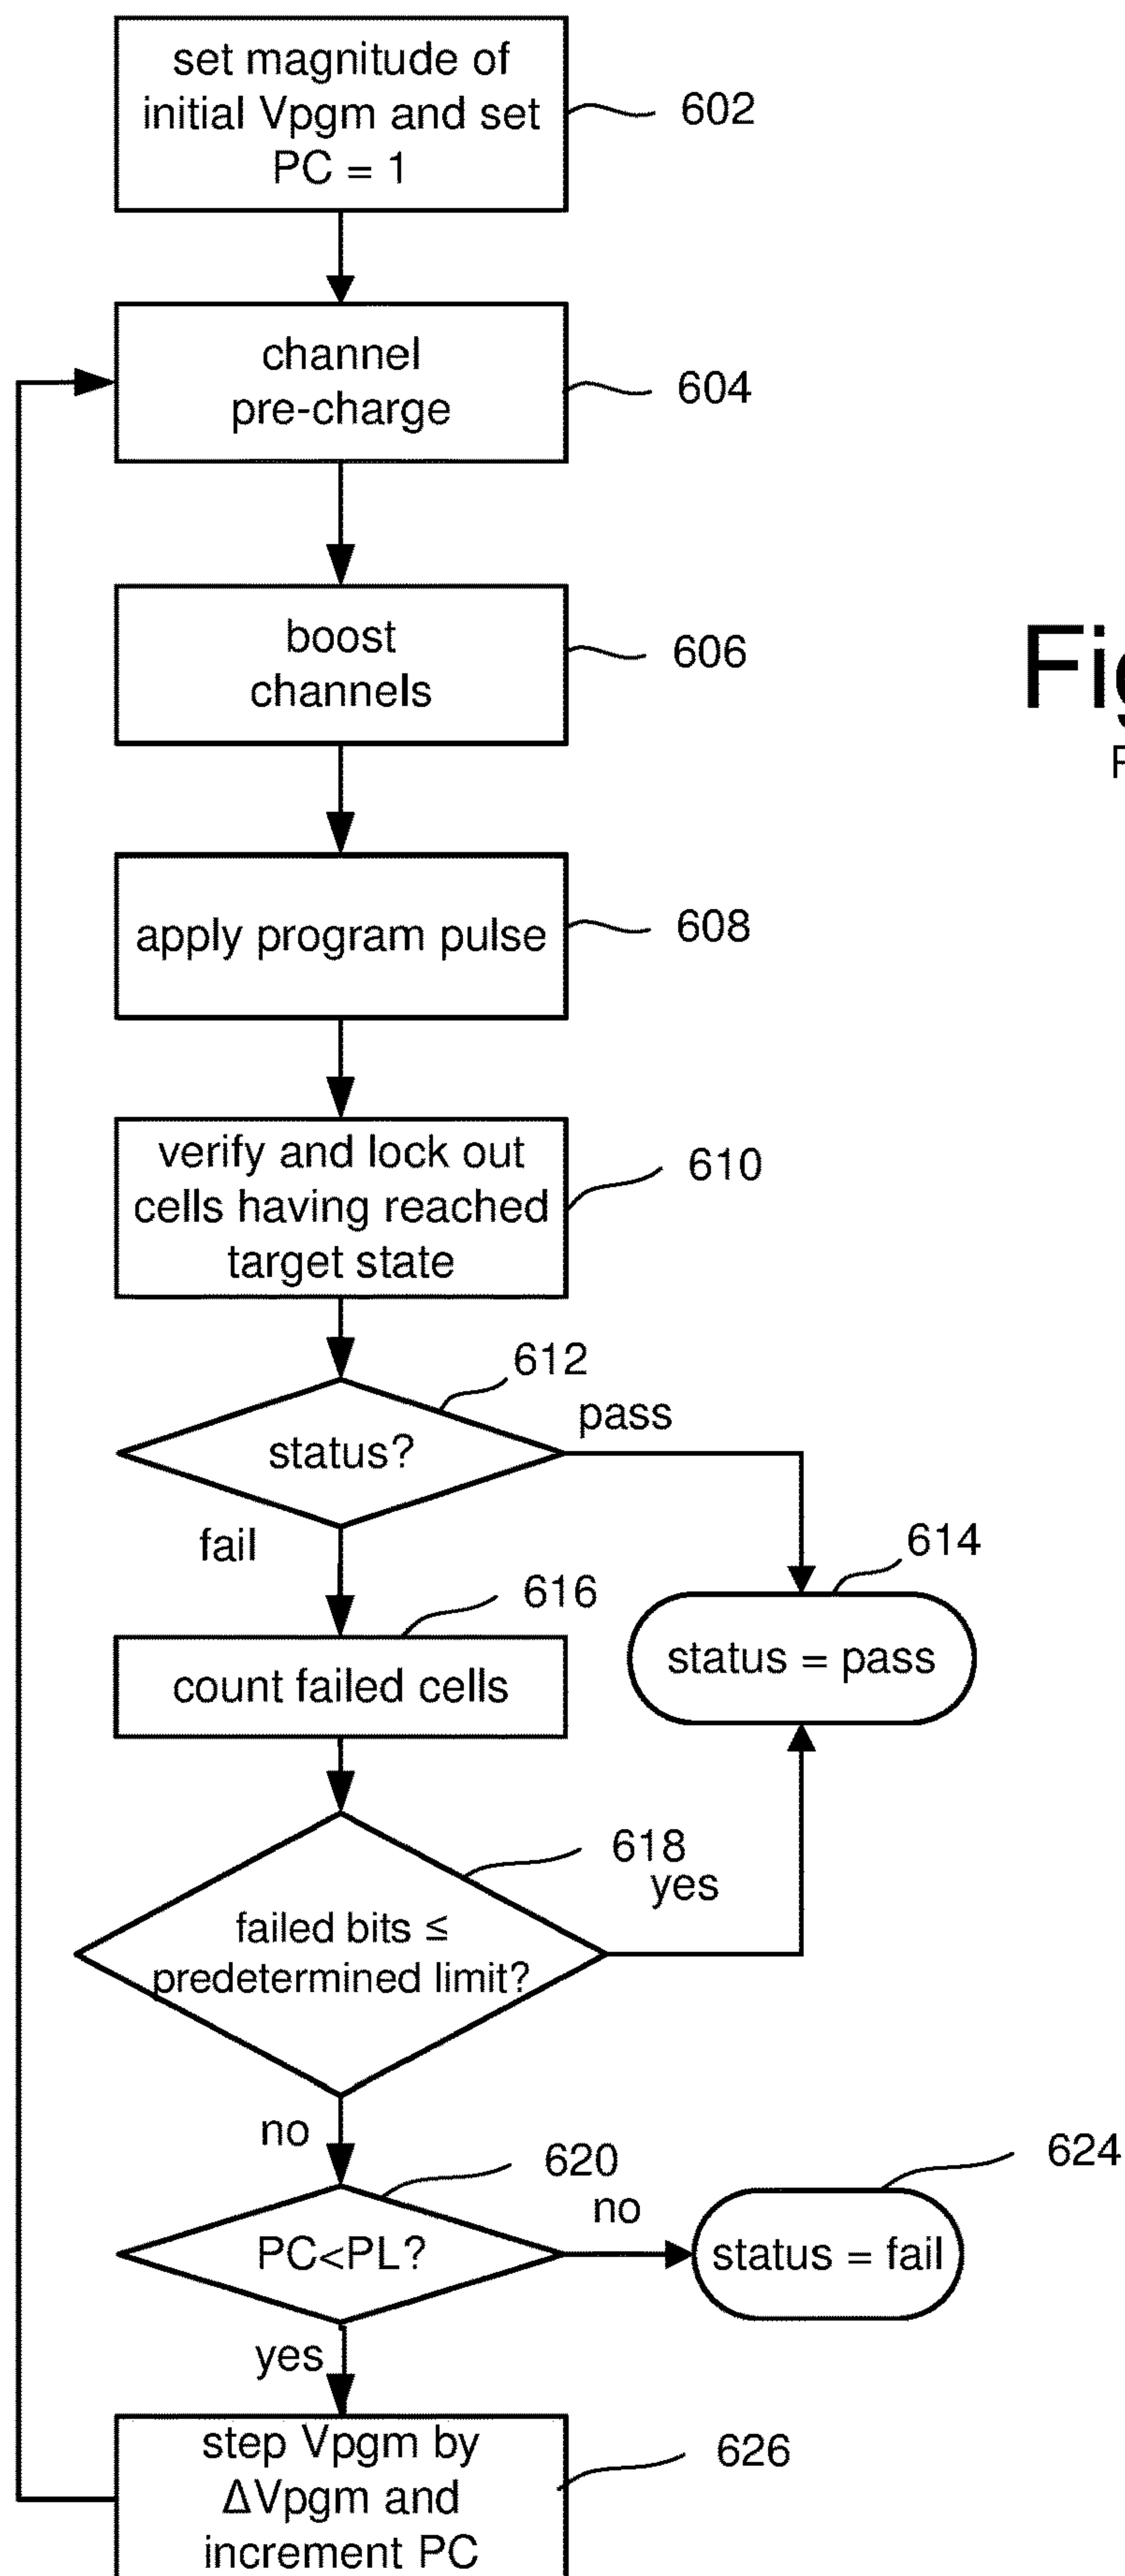 set magnitude of
initial Vpgm and set
PC = 1
602
channel
pre-charge
604
boost
channels
606
apply program pulse
608
verify and lock out
cells having reached
target state
610
612
status?
pass
fail
614
status = pass
616
count failed cells
618
yes
failed bits ≤
predetermined limit?
no
620
PC<PL?
no
624
status = fail
yes
step Vpgm by
ΔVpgm and
increment PC
626